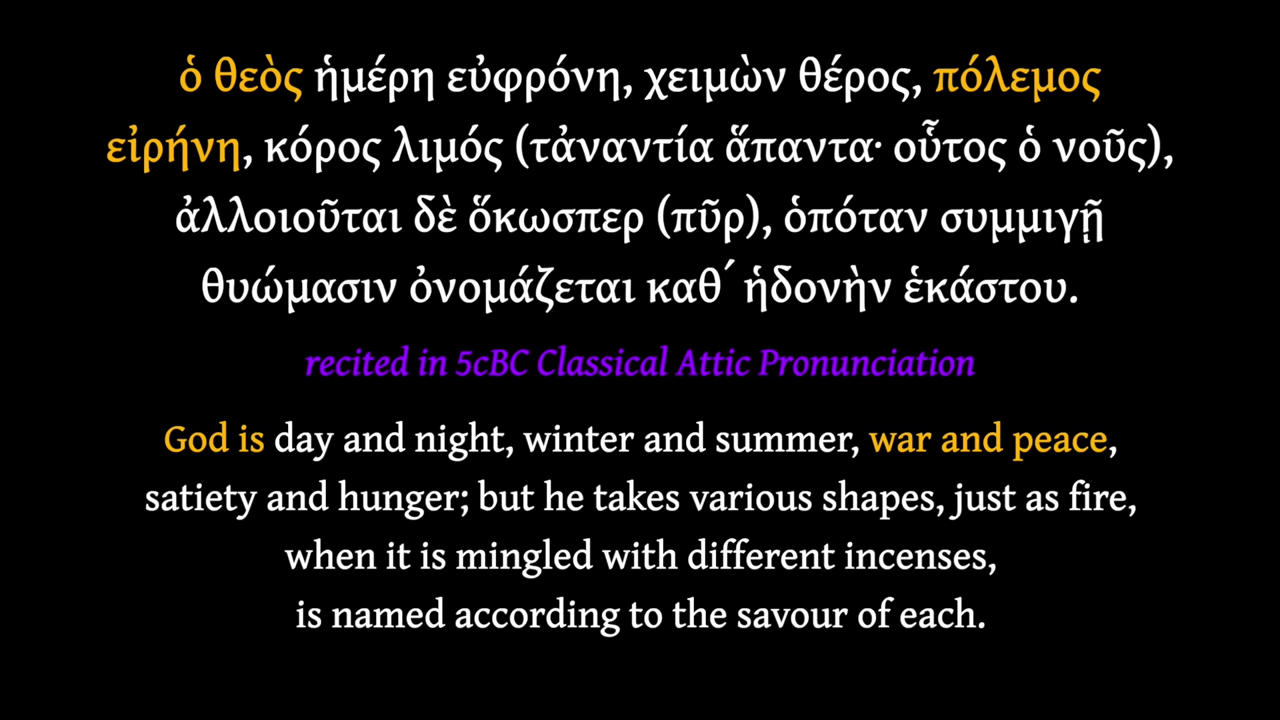 ὁ θεὸς ἡμέρη εὐφρόνη, χειμὼν θέρος, πόλεμος
εἰρήνη, κόρος λιμός (τἀναντία ἅπαντα· οὗτος ὁ νοῦς),
ἀλλοιοῦται δὲ ὅκωσπερ (πῦρ), ὁπόταν συμμιγῇ
θυώμασιν ὀνομάζεται καθ´ ἡδονὴν ἑκάστου.
recited in 5cBC Classical Attic Pronunciation
God is day and night, winter and summer, war and peace,
satiety and hunger; but he takes various shapes, just as fire,
when it is mingled with different incenses,
is named according to the savour of each.